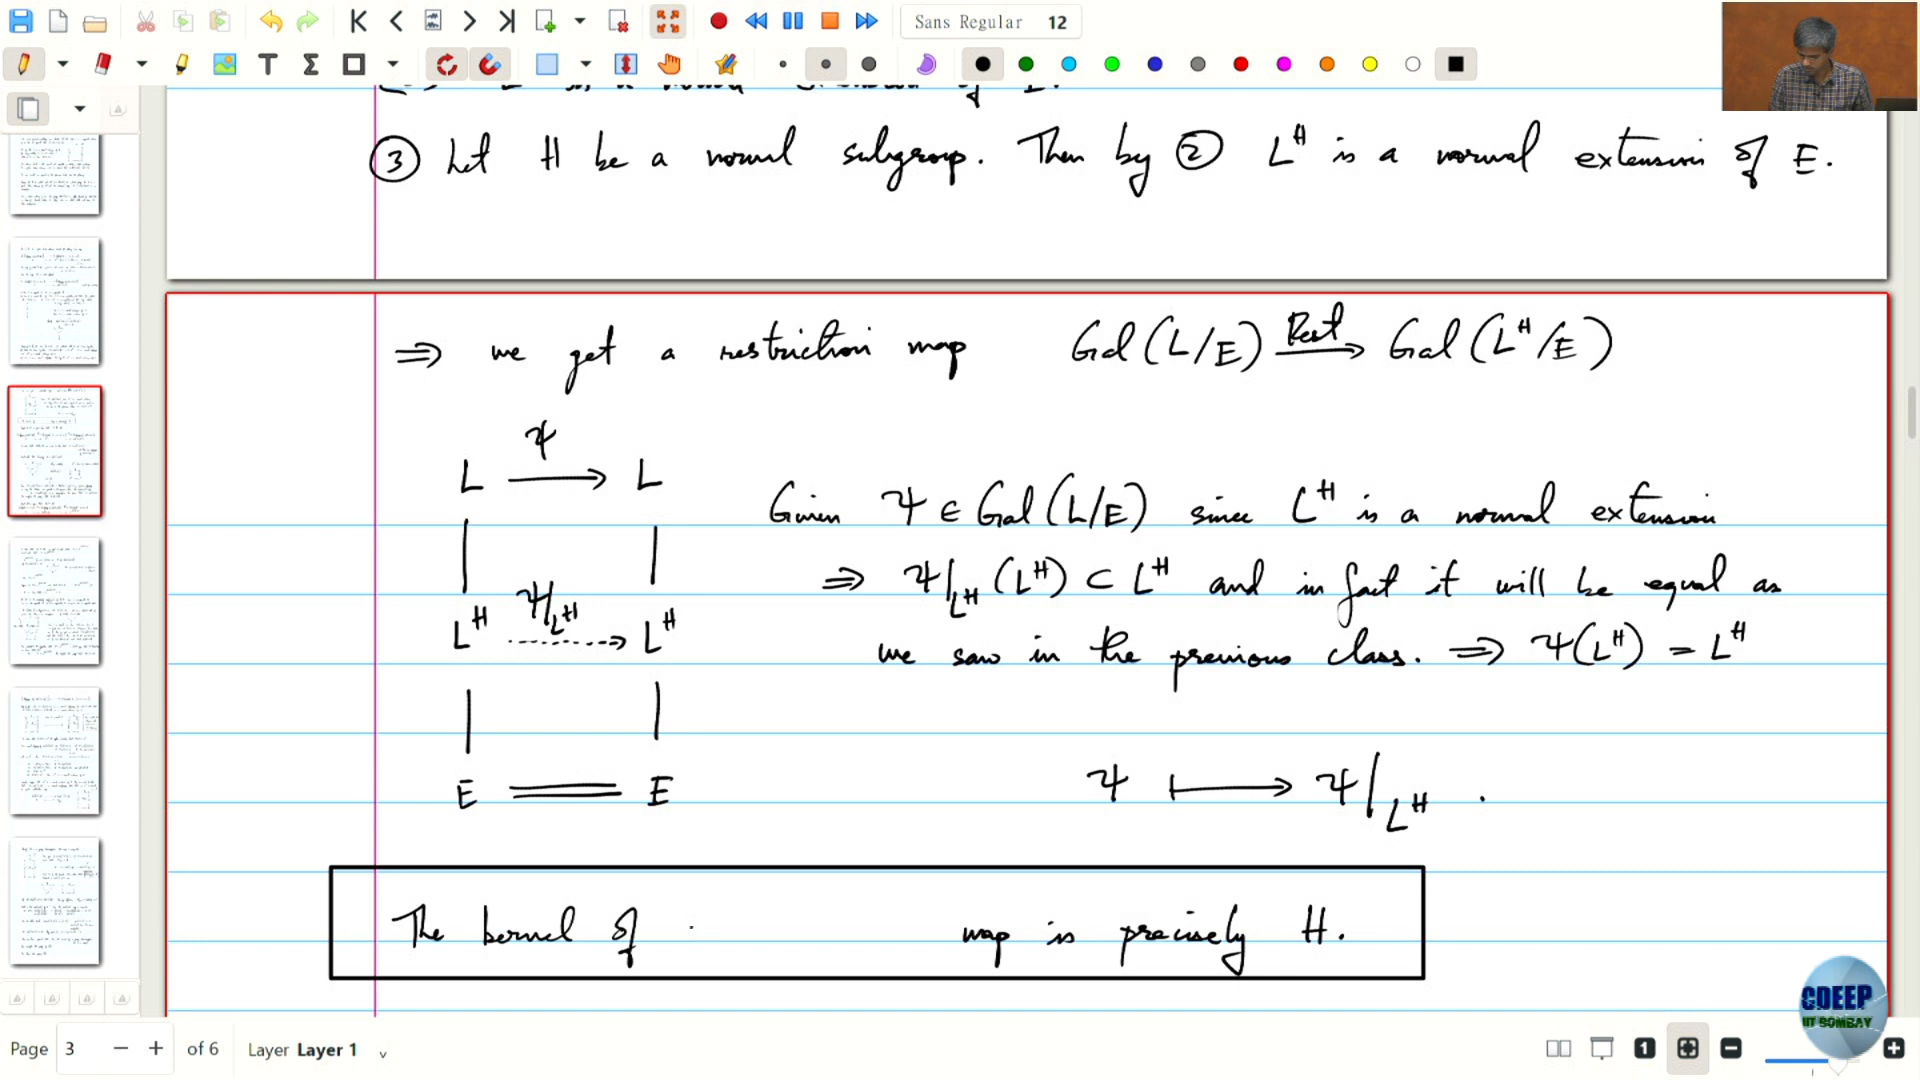 Sans Regular 12
③ Let H be a normal subgroup. Then by ② L^H is a normal extension of E.
⇒ we get a restriction map Gal(L/E) —Rest→ Gal(L^H/E)
L —ψ→ L
Given ψ ∈ Gal(L/E) since L^H is a normal extension
⇒ ψ|_{L^H}(L^H) ⊂ L^H and in fact it will be equal as
L^H —ψ|_{L^H}→ L^H
we saw in the previous class. ⇒ ψ(L^H) = L^H
E = E
ψ ↦ ψ|_{L^H} .
The kernel of map is precisely H.
CDEEP
IIT BOMBAY
Page 3 − + of 6 Layer Layer 1